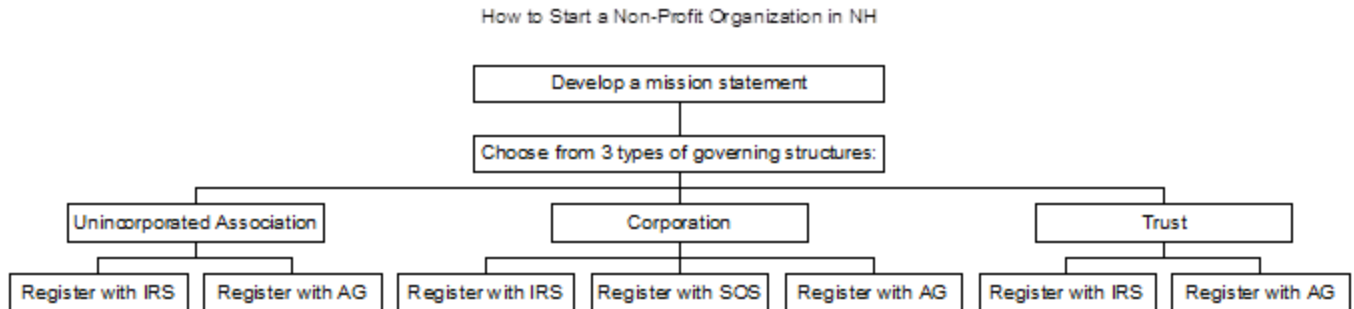 How to Start a Non-Profit Organization in NH
Develop a mission statement
Choose from 3 types of governing structures:
Unincorporated Association
Corporation
Trust
Register with IRS
Register with AG
Register with IRS
Register with SOS
Register with AG
Register with IRS
Register with AG